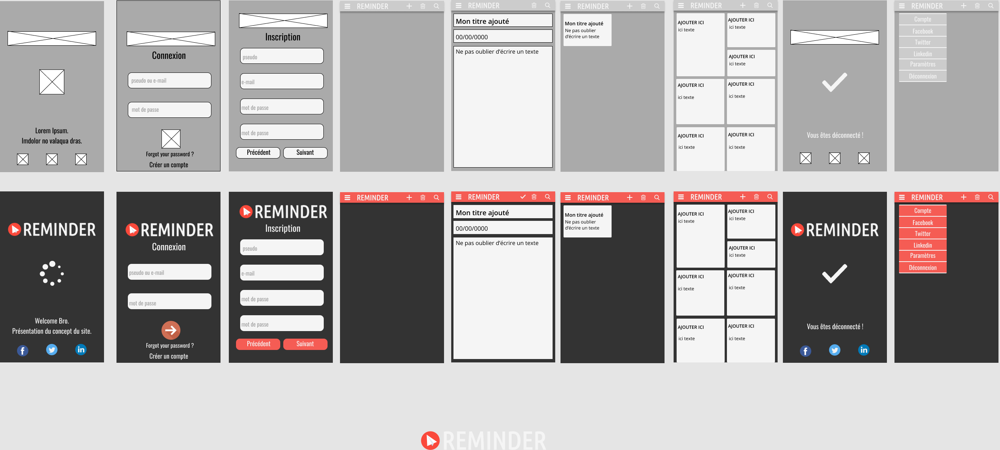 Lorem Ipsum.
Imdolor no valaqua dras.
Connexion
pseudo ou e-mail
mot de passe
Forgot your password ?
Créer un compte
Inscription
pseudo
e-mail
mot de passe
mot de passe
Précédent
Suivant
REMINDER
REMINDER
Mon titre ajouté
00/00/0000
Ne pas oublier d'écrire un texte
REMINDER
Mon titre ajouté
Ne pas oublier
d'écrire un texte
REMINDER
AJOUTER ICI
ici texte
AJOUTER ICI
ici texte
AJOUTER ICI
ici texte
AJOUTER ICI
ici texte
AJOUTER ICI
ici texte
AJOUTER ICI
ici texte
AJOUTER ICI
ici texte
Vous êtes déconnecté !
REMINDER
Compte
Facebook
Twitter
Linkedin
Paramètres
Déconnexion
REMINDER
Welcome Bro.
Présentation du concept du site.
f
in
REMINDER
Connexion
pseudo ou e-mail
mot de passe
Forgot your password ?
Créer un compte
REMINDER
Inscription
pseudo
e-mail
mot de passe
mot de passe
Précédent
Suivant
REMINDER
REMINDER
Mon titre ajouté
00/00/0000
Ne pas oublier d'écrire un texte
REMINDER
Mon titre ajouté
Ne pas oublier
d'écrire un texte
REMINDER
AJOUTER ICI
ici texte
AJOUTER ICI
ici texte
AJOUTER ICI
ici texte
AJOUTER ICI
ici texte
AJOUTER ICI
ici texte
AJOUTER ICI
ici texte
AJOUTER ICI
ici texte
REMINDER
Vous êtes déconnecté !
f
in
REMINDER
Compte
Facebook
Twitter
Linkedin
Paramètres
Déconnexion
REMINDER